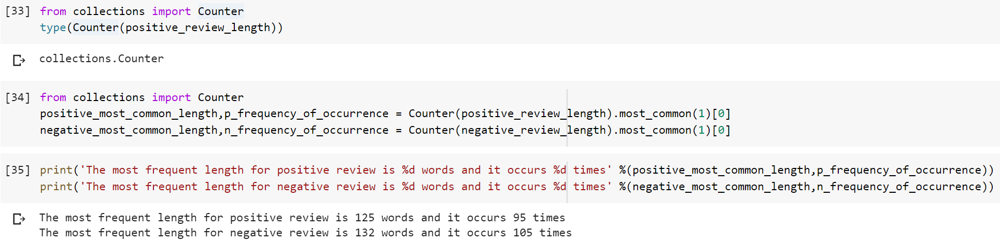 [33] from collections import Counter
type(Counter(positive_review_length))
collections.Counter
[34] from collections import Counter
positive_most_common_length,p_frequency_of_occurrence = Counter(positive_review_length).most_common(1)[0]
negative_most_common_length,n_frequency_of_occurrence = Counter(negative_review_length).most_common(1)[0]
[35] print('The most frequent length for positive review is %d words and it occurs %d times' %(positive_most_common_length,p_frequency_of_occurrence))
print('The most frequent length for negative review is %d words and it occurs %d times' %(negative_most_common_length,n_frequency_of_occurrence))
The most frequent length for positive review is 125 words and it occurs 95 times
The most frequent length for negative review is 132 words and it occurs 105 times